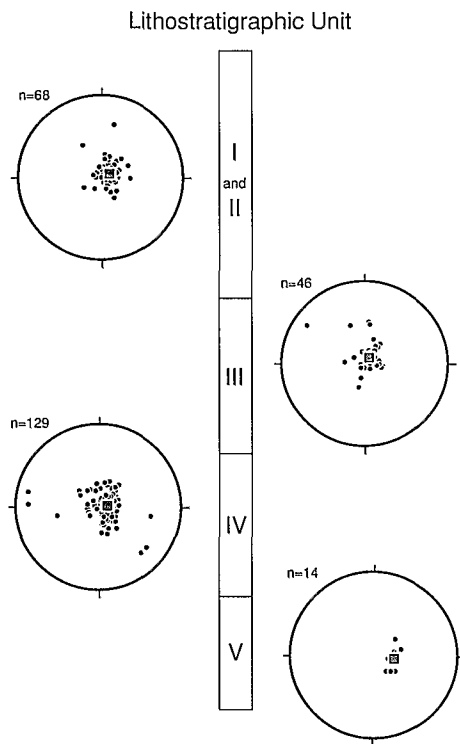 Lithostratigraphic Unit
n=68
I
and
II
n=46
III
n=129
IV
n=14
V